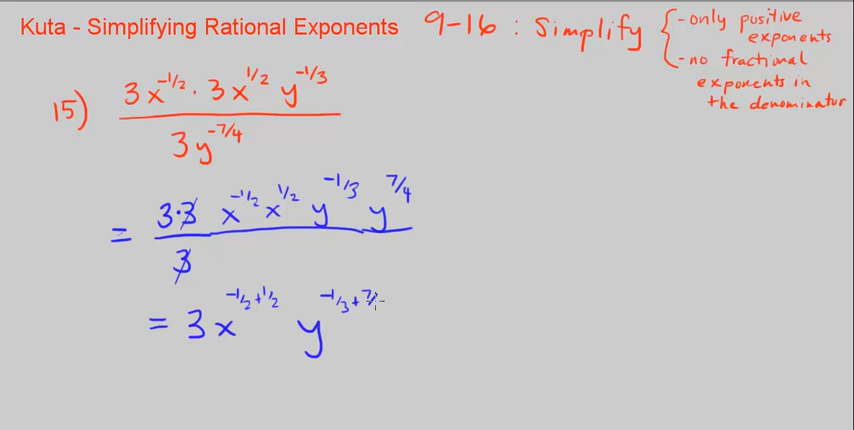 Kuta - Simplifying Rational Exponents 9-16 : Simplify { - only positive exponents
- no fractional exponents in the denominator
15) 3x^{-1/2} · 3x^{1/2} y^{-1/3}
3y^{-7/4}
= 3·3 x^{-1/2} x^{1/2} y^{-1/3} y^{7/4}
3
= 3x^{-1/2+1/2} y^{-1/3+7/